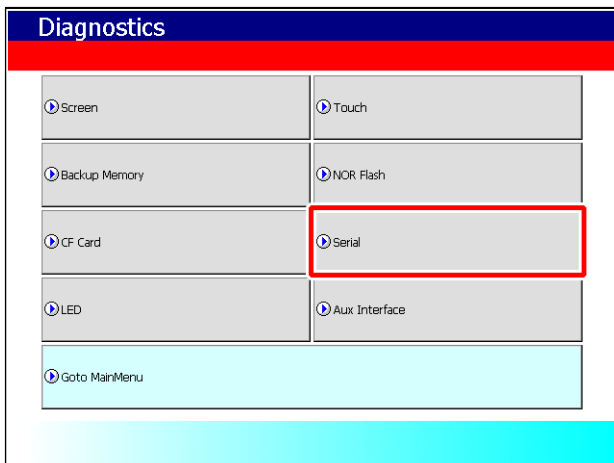 Diagnostics
Screen
Touch
Backup Memory
NOR Flash
CF Card
Serial
LED
Aux Interface
Goto MainMenu